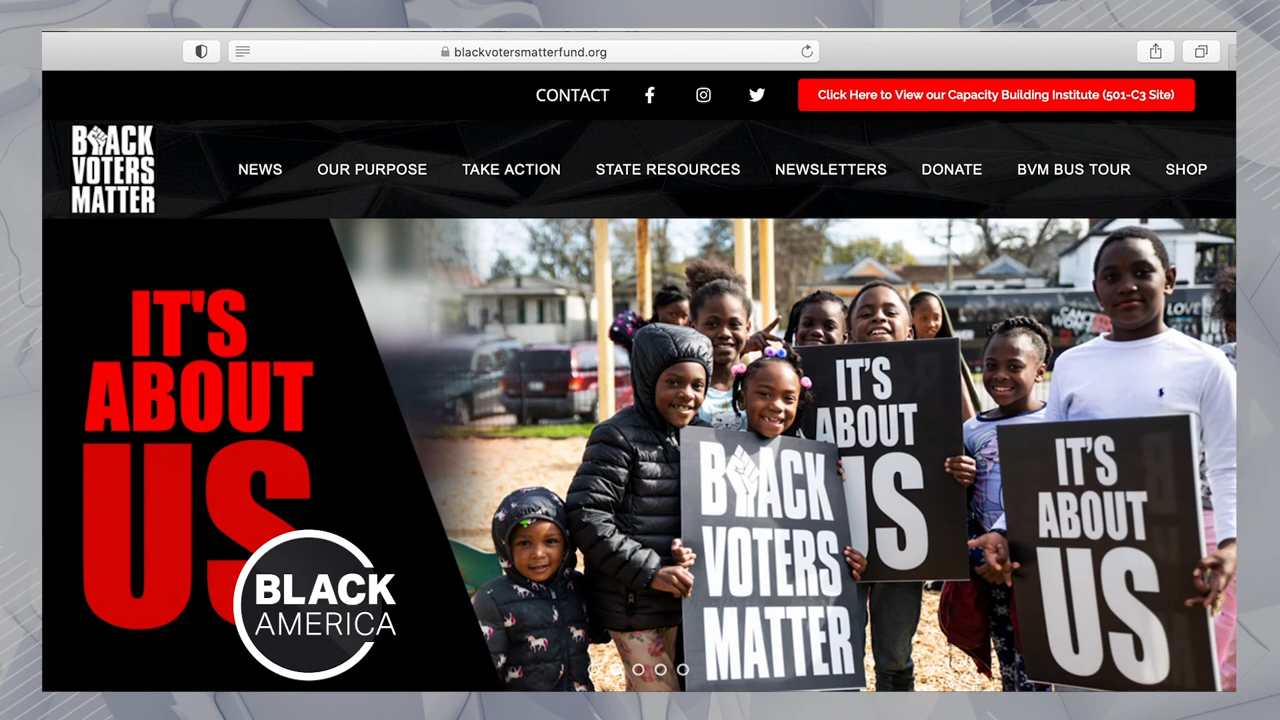 blackvotersmatterfund.org
CONTACT
Click Here to View our Capacity Building Institute (501-C3 Site)
BLACK
VOTERS
MATTER
NEWS OUR PURPOSE TAKE ACTION STATE RESOURCES NEWSLETTERS DONATE BVM BUS TOUR SHOP
IT'S
ABOUT
US
BLACK
AMERICA
IT'S
ABOUT
US
BLACK
VOTERS
MATTER
IT'S
ABOUT
US
LOVE